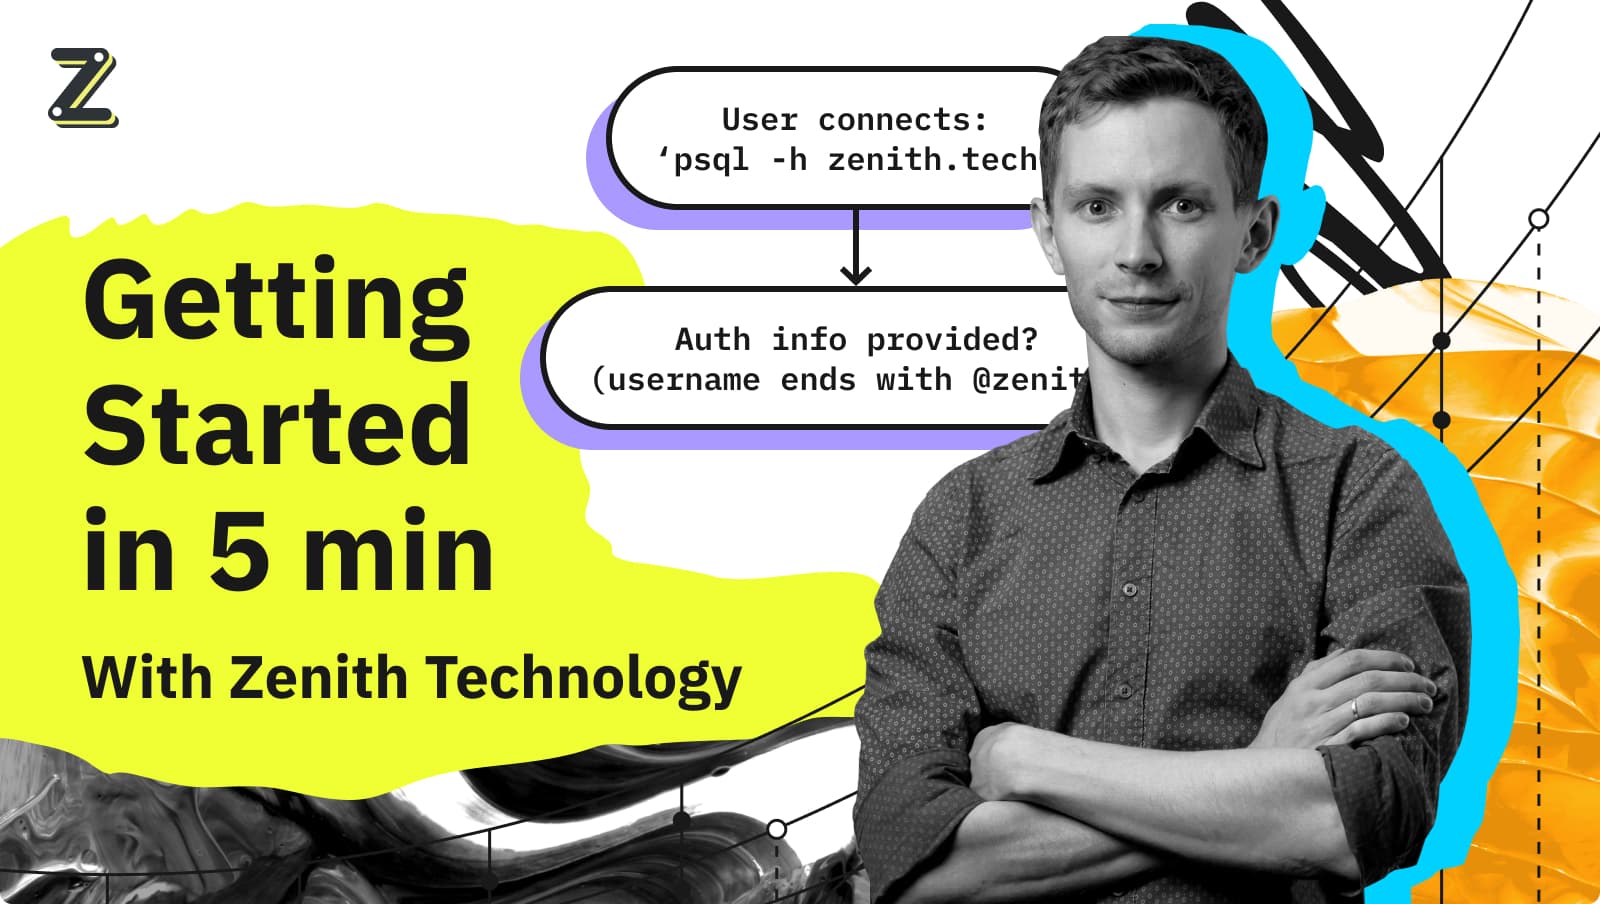 Z
User connects:
‘psql -h zenith.tech
Auth info provided?
(username ends with @zenit
Getting
Started
in 5 min
With Zenith Technology